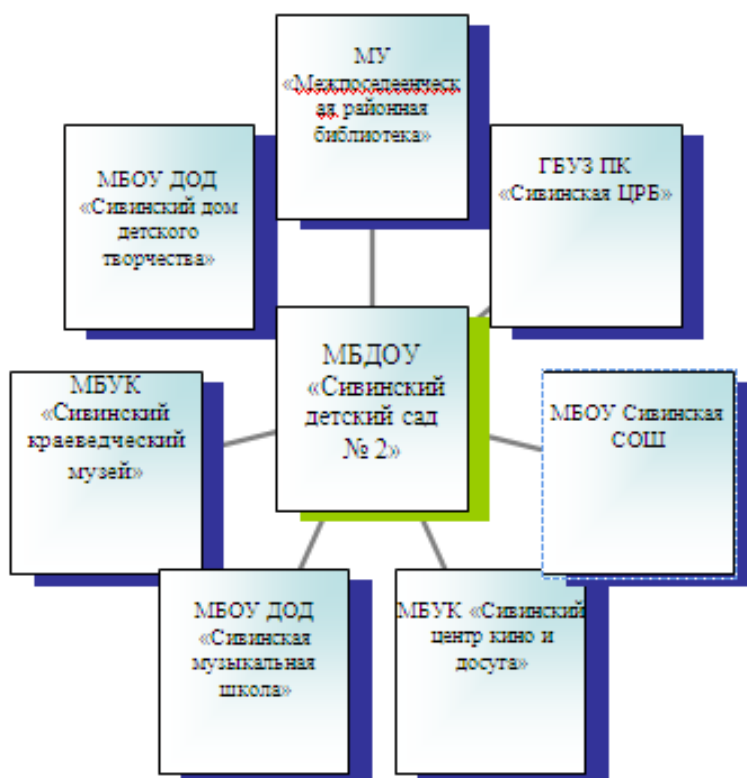 МУ
«Межпоселенческ
ая районная
библиотека»
ГБУЗ ПК
«Сивинская ЦРБ»
МБОУ ДОД
«Сивинский дом
детского
творчества»
МБДОУ
«Сивинский
детский сад
№ 2»
МБУК
«Сивинский
краеведческий
музей»
МБОУ Сивинская
СОШ
МБОУ ДОД
«Сивинская
музыкальная
школа»
МБУК «Сивинский
центр кино и
досуга»